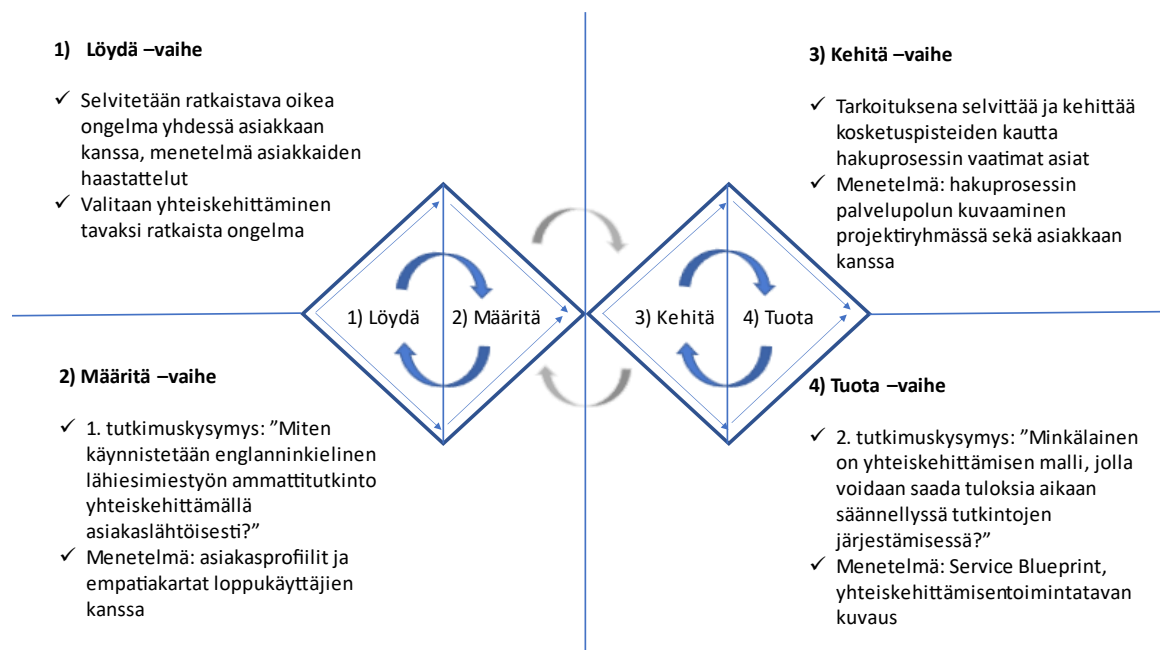 1) Löydä –vaihe
✓ Selvitetään ratkaistava oikea
ongelma yhdessä asiakkaan
kanssa, menetelmä asiakkaiden
haastattelut
✓ Valitaan yhteiskehittäminen
tavaksi ratkaista ongelma
3) Kehitä –vaihe
✓ Tarkoituksena selvittää ja kehittää
kosketuspisteiden kautta
hakuprosessin vaatimat asiat
✓ Menetelmä: hakuprosessin
palvelupolun kuvaaminen
projektiryhmässä sekä asiakkaan
kanssa
1) Löydä
2) Määritä
3) Kehitä
4) Tuota
2) Määritä –vaihe
✓ 1. tutkimuskysymys: ”Miten
käynnistetään englanninkielinen
lähiesimiestyön ammattitutkinto
yhteiskehittämällä
asiakaslähtöisesti?”
✓ Menetelmä: asiakasprofiilit ja
empatiakartat loppukäyttäjien
kanssa
4) Tuota –vaihe
✓ 2. tutkimuskysymys: ”Minkälainen
on yhteiskehittämisen malli, jolla
voidaan saada tuloksia aikaan
säännellyssä tutkintojen
järjestämisessä?”
✓ Menetelmä: Service Blueprint,
yhteiskehittämisentoimintatavan
kuvaus